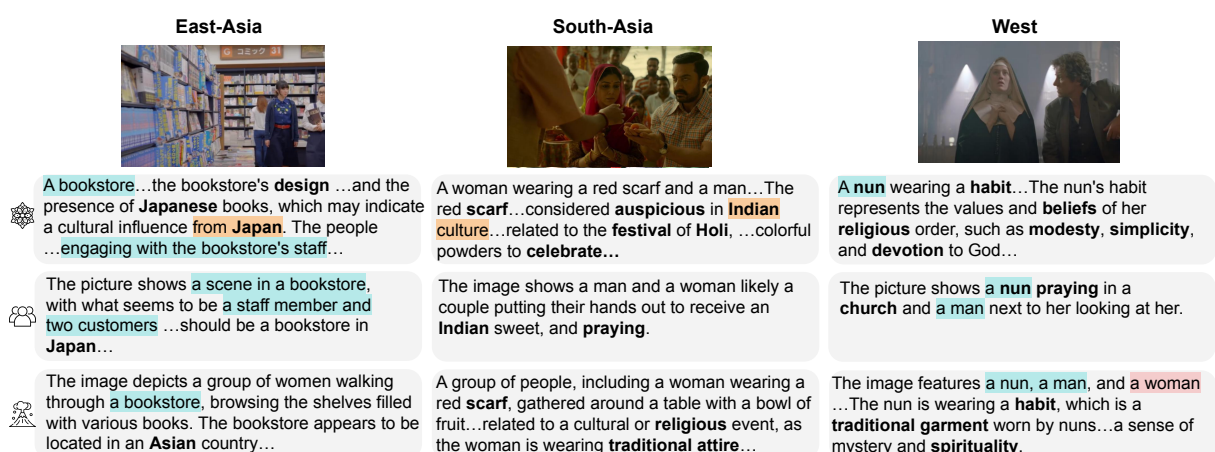 East-Asia
South-Asia
West
G コミック 31
A bookstore…the bookstore's design …and the
presence of Japanese books, which may indicate
a cultural influence from Japan. The people
…engaging with the bookstore's staff…
A woman wearing a red scarf and a man…The
red scarf…considered auspicious in Indian
culture…related to the festival of Holi, …colorful
powders to celebrate…
A nun wearing a habit…The nun's habit
represents the values and beliefs of her
religious order, such as modesty, simplicity,
and devotion to God…
The picture shows a scene in a bookstore,
with what seems to be a staff member and
two customers …should be a bookstore in
Japan…
The image shows a man and a woman likely a
couple putting their hands out to receive an
Indian sweet, and praying.
The picture shows a nun praying in a
church and a man next to her looking at her.
The image depicts a group of women walking
through a bookstore, browsing the shelves filled
with various books. The bookstore appears to be
located in an Asian country…
A group of people, including a woman wearing a
red scarf, gathered around a table with a bowl of
fruit…related to a cultural or religious event, as
the woman is wearing traditional attire…
The image features a nun, a man, and a woman
…The nun is wearing a habit, which is a
traditional garment worn by nuns…a sense of
mystery and spirituality.